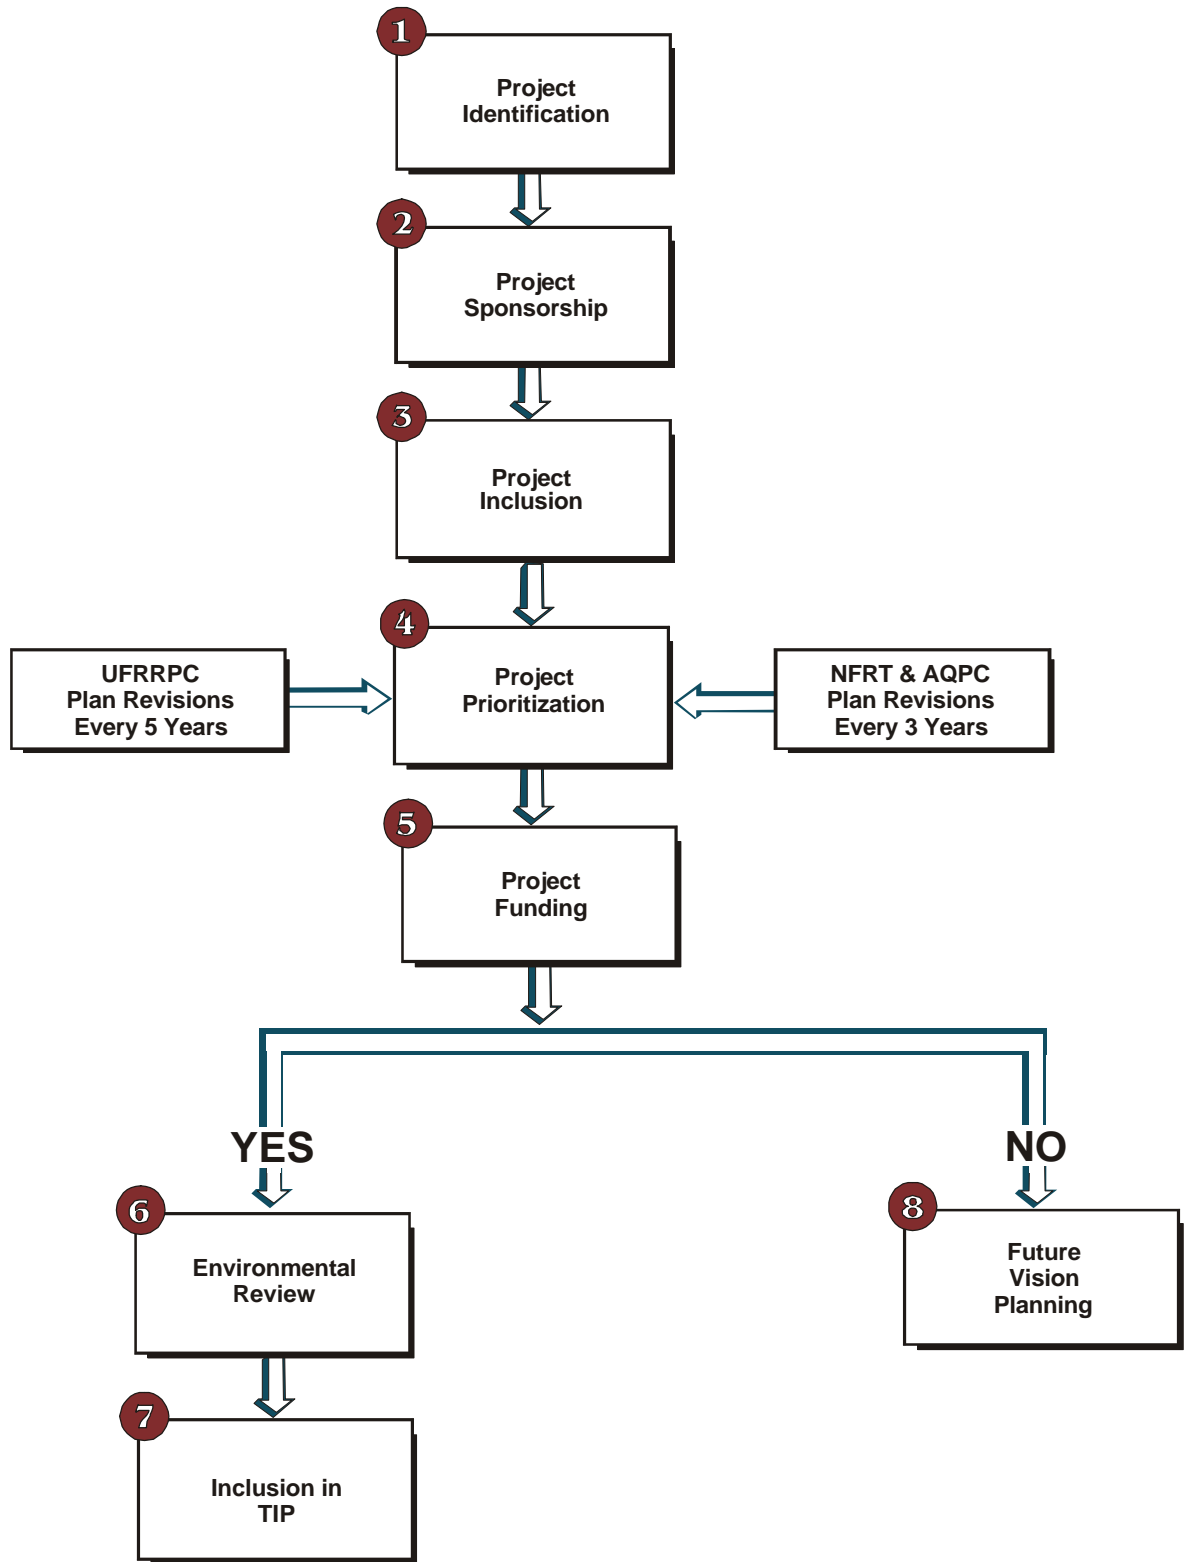 1
Project
Identification
2
Project
Sponsorship
3
Project
Inclusion
4
Project
Prioritization
UFRRPC
Plan Revisions
Every 5 Years
NFRT & AQPC
Plan Revisions
Every 3 Years
5
Project
Funding
YES
NO
6
Environmental
Review
8
Future
Vision
Planning
7
Inclusion in
TIP